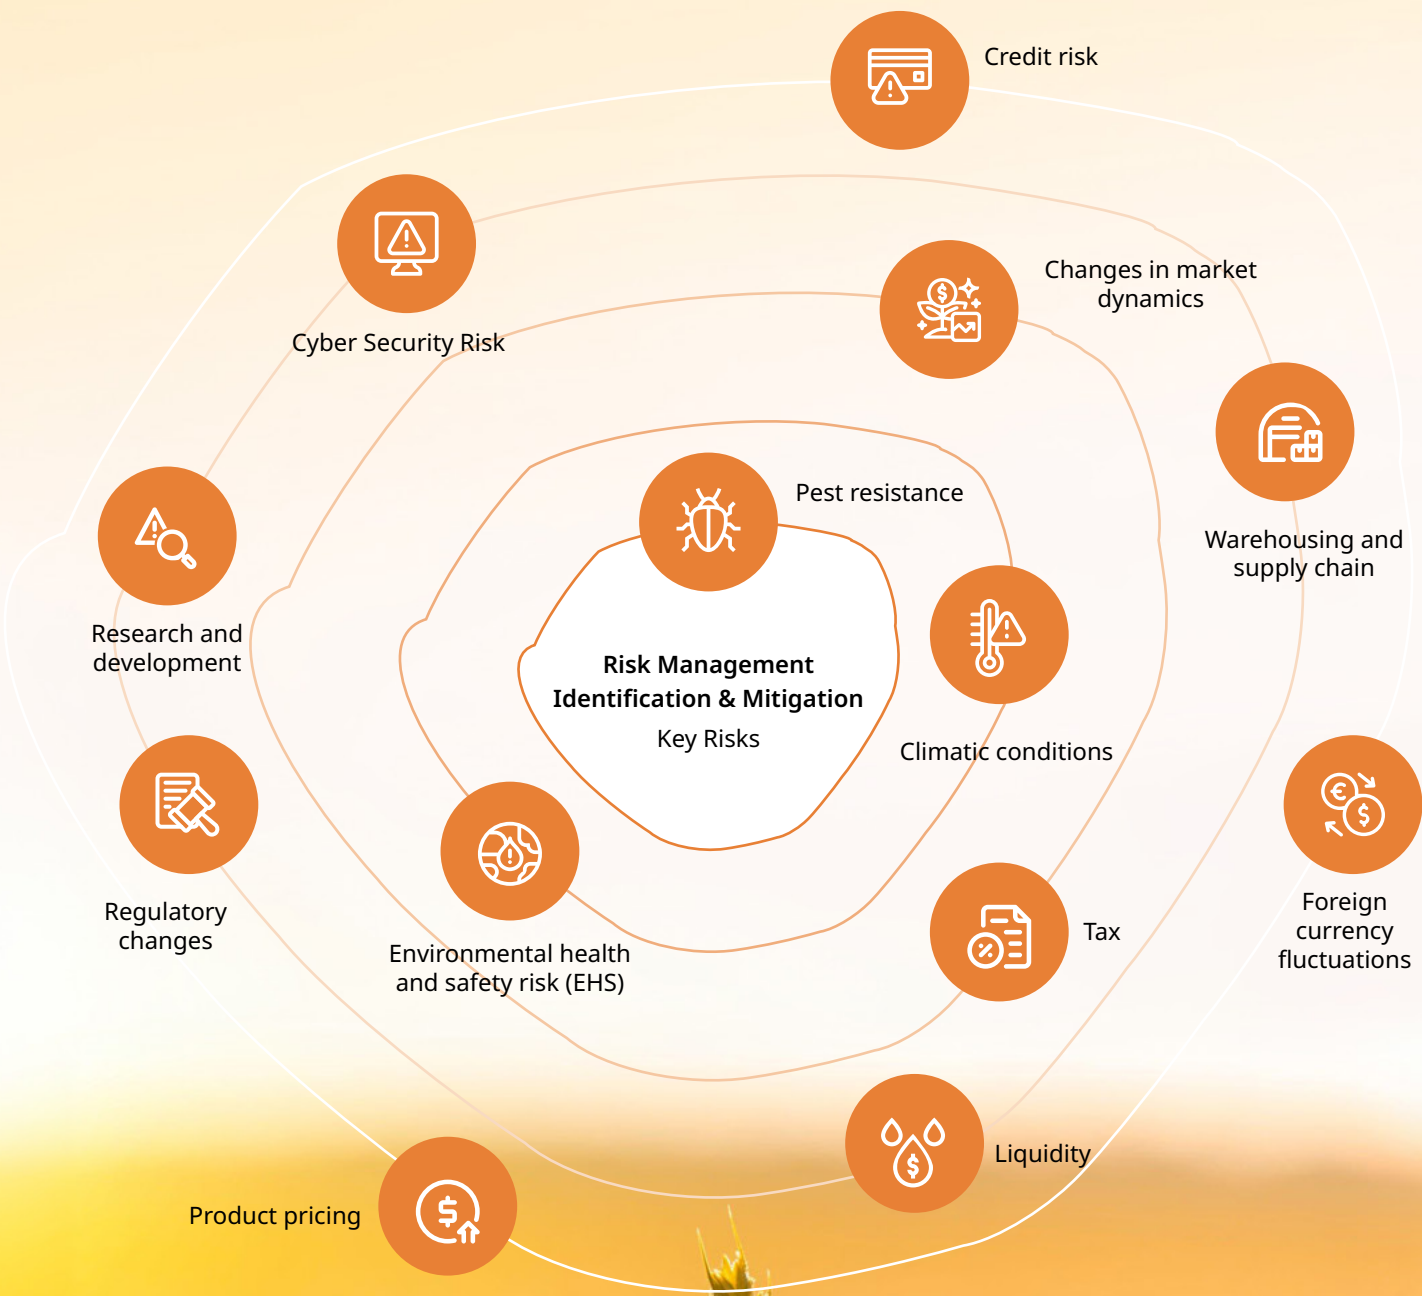 Credit risk
Changes in market
dynamics
Cyber Security Risk
Pest resistance
Warehousing and
supply chain
Research and
development
Risk Management
Identification & Mitigation
Key Risks
Climatic conditions
Regulatory
changes
Environmental health
and safety risk (EHS)
Tax
Foreign
currency
fluctuations
Liquidity
Product pricing